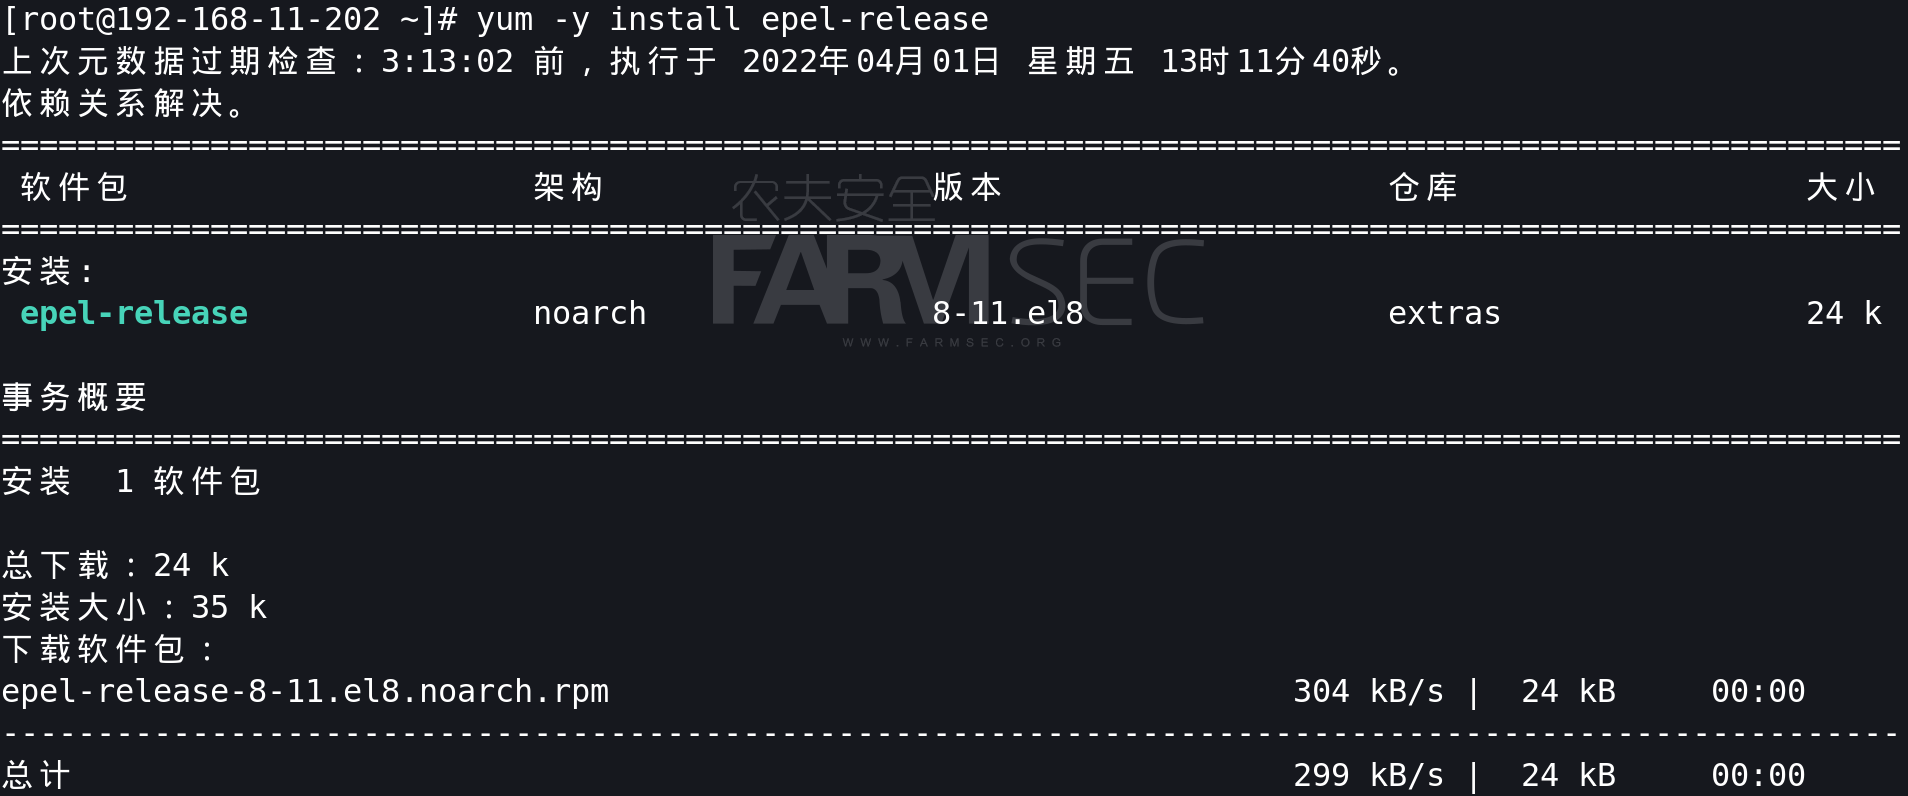 [root@192-168-11-202 ~]# yum -y install epel-release
上次元数据过期检查：3:13:02 前，执行于 2022年04月01日 星期五 13时11分40秒。
依赖关系解决。
====================================================================================================
软件包 架构 版本 仓库 大小
====================================================================================================
安装:
epel-release noarch 8-11.el8 extras 24 k
农夫安全
FARMSEC
WWW.FARMSEC.ORG
事务概要
====================================================================================================
安装  1 软件包
总下载：24 k
安装大小：35 k
下载软件包：
epel-release-8-11.el8.noarch.rpm 304 kB/s |  24 kB     00:00
----------------------------------------------------------------------------------------------------
总计 299 kB/s |  24 kB     00:00